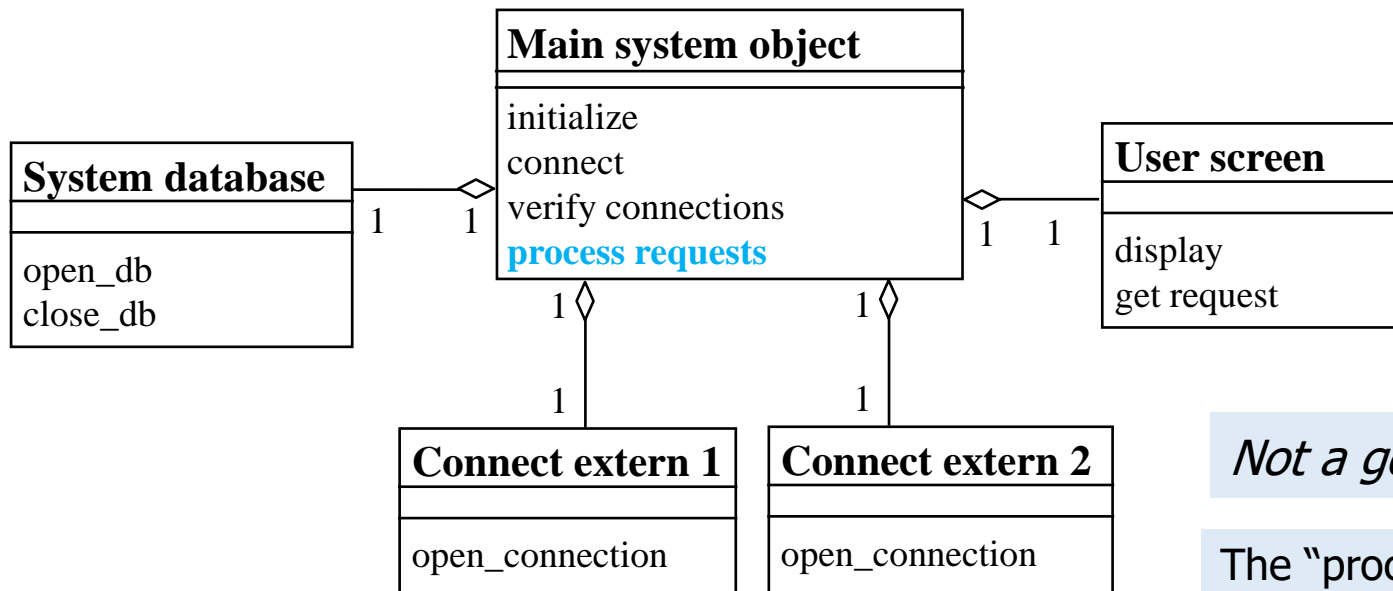 Main system object
initialize
connect
verify connections
process requests
System database
open_db
close_db
User screen
display
get request
1
1
1
1
1
1
1
1
Connect extern 1
open_connection
Connect extern 2
open_connection
Not a
The “